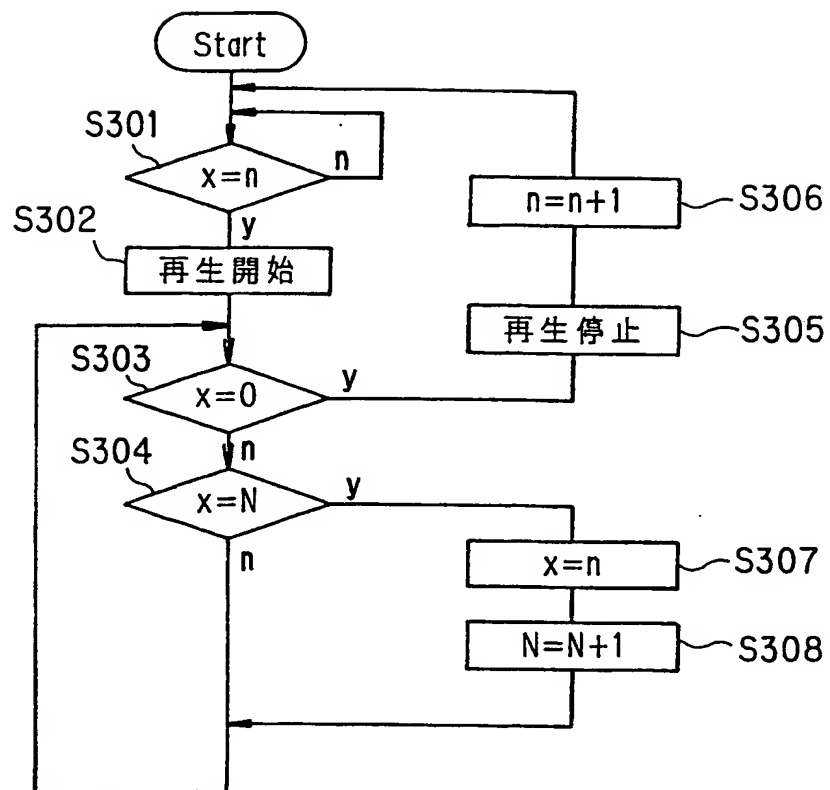 Start
S301
x=n
n
y
S302
再生開始
S303
x=0
y
n
S304
x=N
y
n
n=n+1
S306
再生停止
S305
x=n
S307
N=N+1
S308